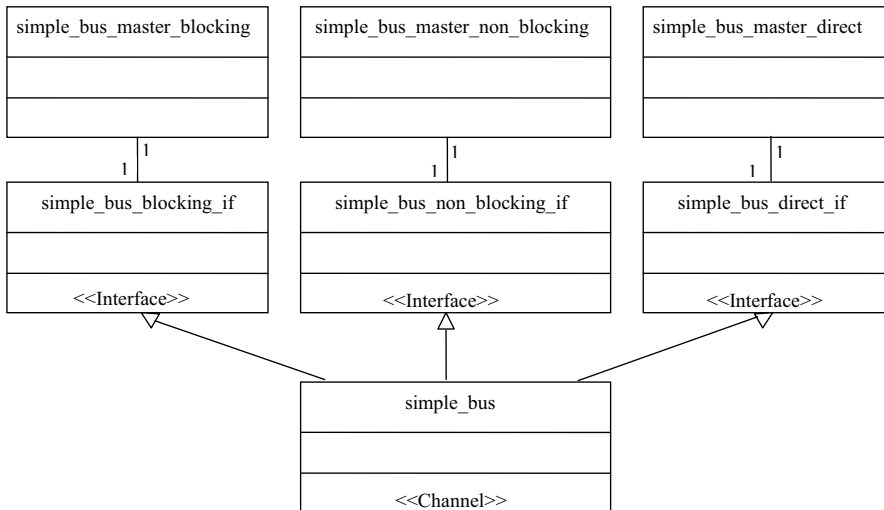 simple_bus_master_blocking
simple_bus_master_non_blocking
simple_bus_master_direct
1
1
1
1
1
1
simple_bus_blocking_if
simple_bus_non_blocking_if
simple_bus_direct_if
<<Interface>>
<<Interface>>
<<Interface>>
simple_bus
<<Channel>>